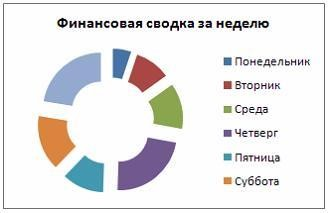 Финансовая сводка за неделю
Понедельник
Вторник
Среда
Четверг
Пятница
Суббота